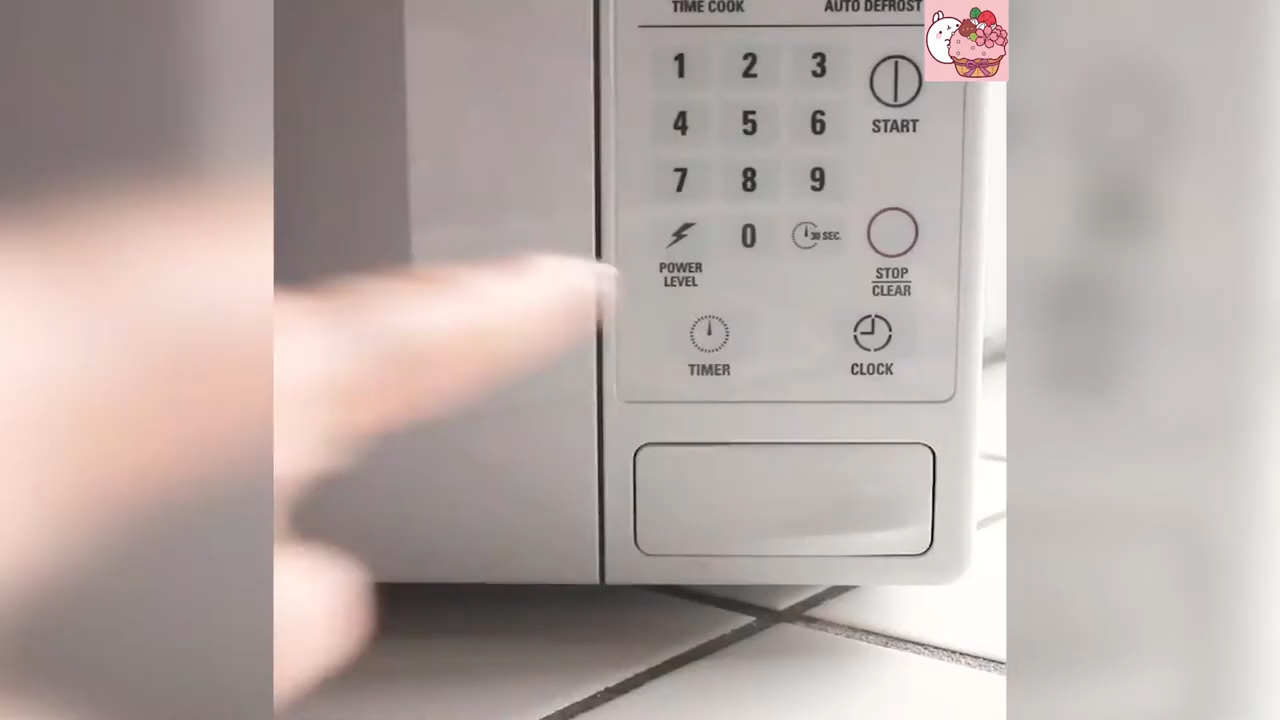 TIME COOK AUTO DEFROST
1 2 3
START
4 5 6
7 8 9
0 30 SEC.
POWER
LEVEL
STOP
CLEAR
TIMER CLOCK